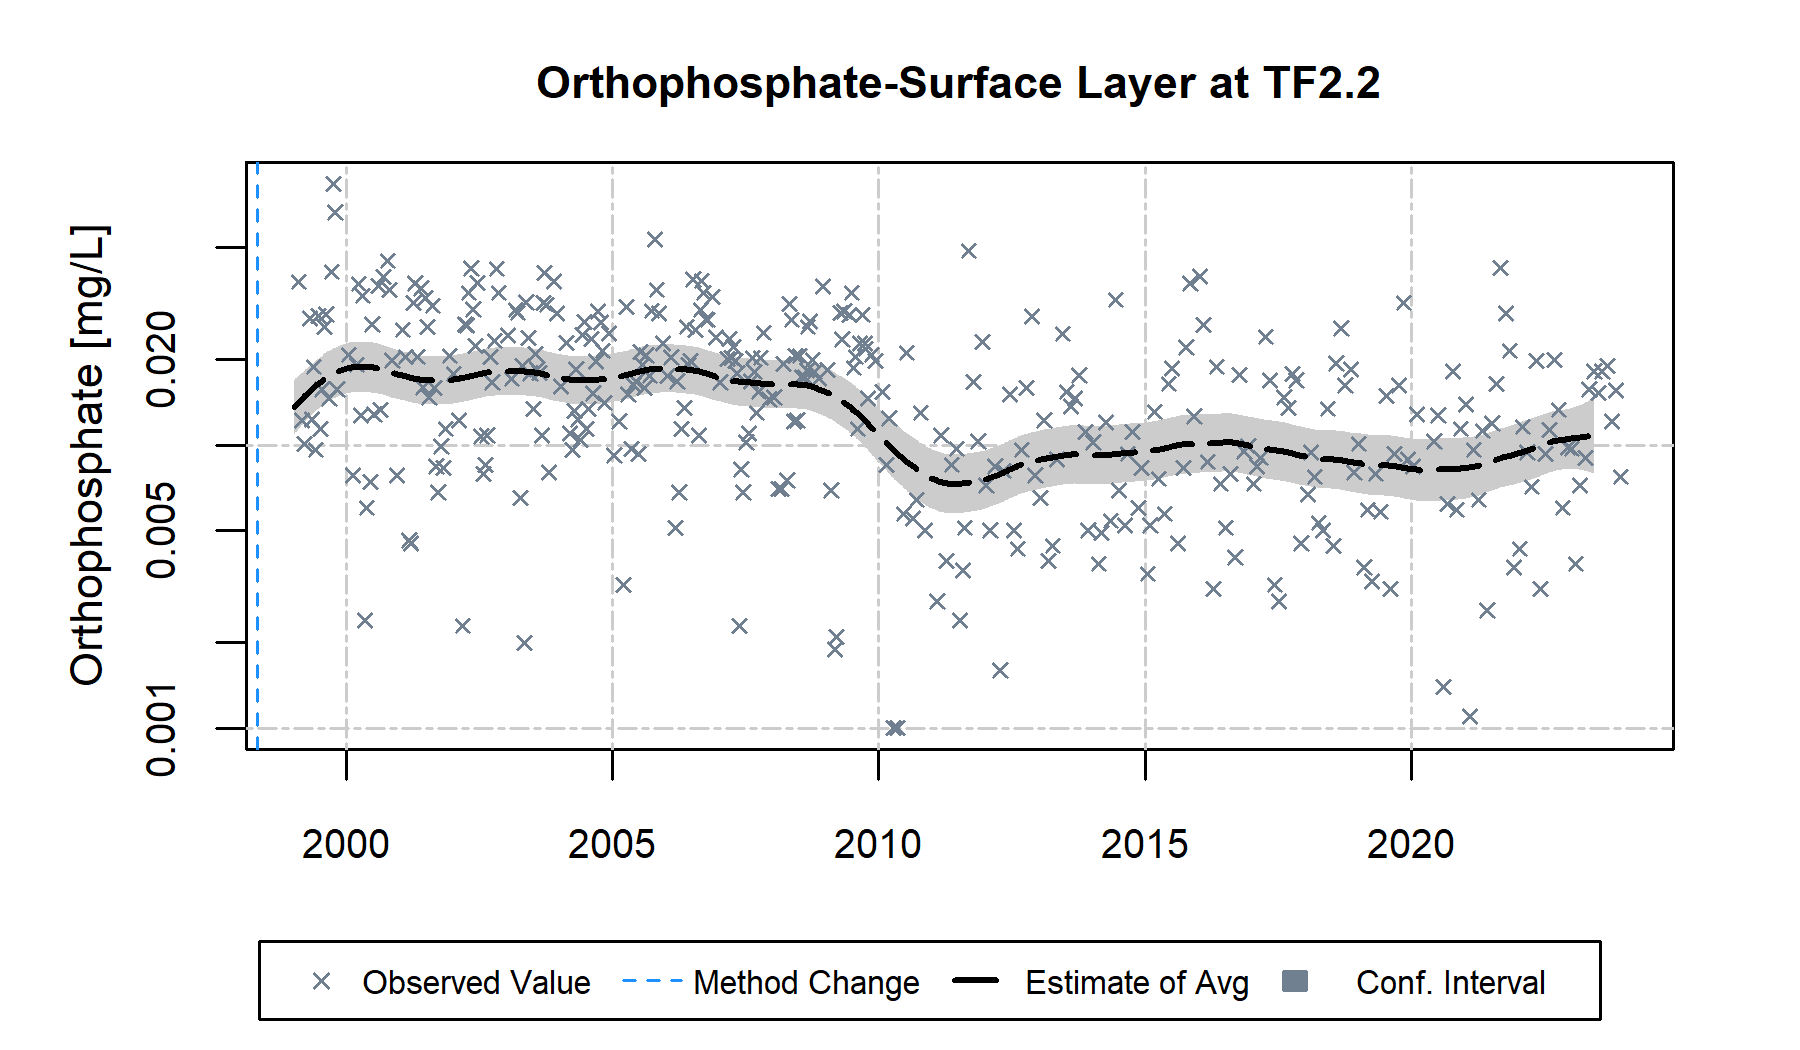 Orthophosphate-Surface Layer at TF2.2
Orthophosphate [mg/L]
0.020
0.005
0.001
2000 2005 2010 2015 2020
Observed Value Method Change Estimate of Avg Conf. Interval